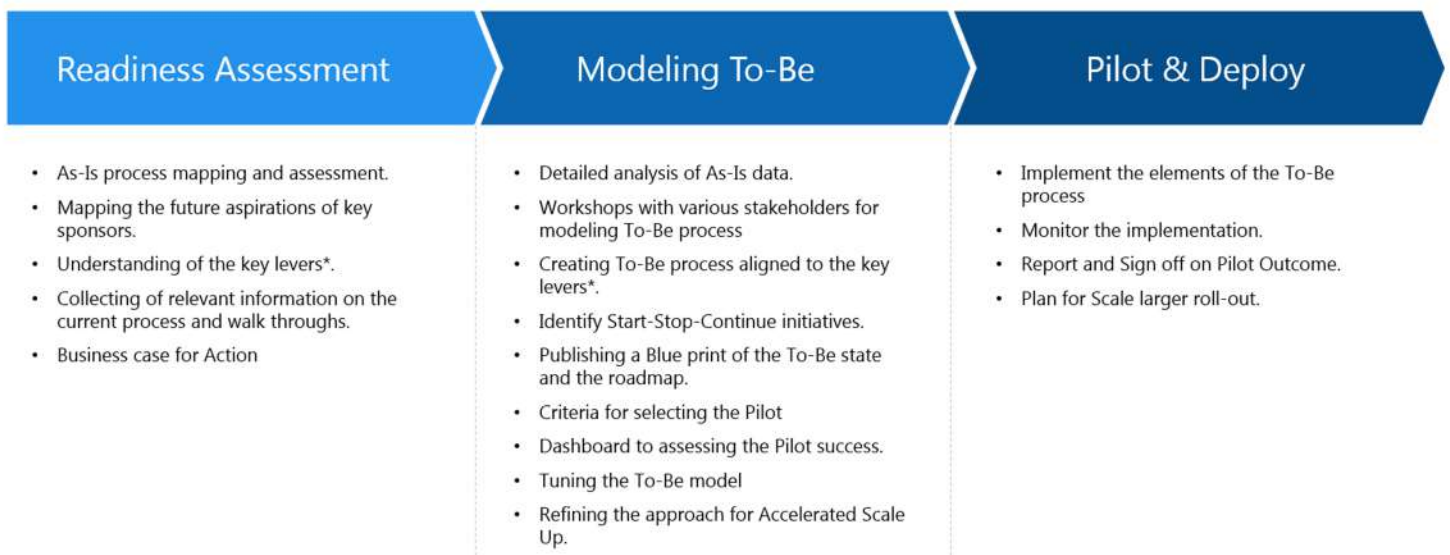 Readiness Assessment
Modeling To-Be
Pilot & Deploy
• As-Is process mapping and assessment.
• Mapping the future aspirations of key
sponsors.
• Understanding of the key levers*.
• Collecting of relevant information on the
current process and walk throughs.
• Business case for Action
• Detailed analysis of As-Is data.
• Workshops with various stakeholders for
modeling To-Be process
• Creating To-Be process aligned to the key
levers*.
• Identify Start-Stop-Continue initiatives.
• Publishing a Blue print of the To-Be state
and the roadmap.
• Criteria for selecting the Pilot
• Dashboard to assessing the Pilot success.
• Tuning the To-Be model
• Refining the approach for Accelerated Scale
Up.
• Implement the elements of the To-Be
process
• Monitor the implementation.
• Report and Sign off on Pilot Outcome.
• Plan for Scale larger roll-out.